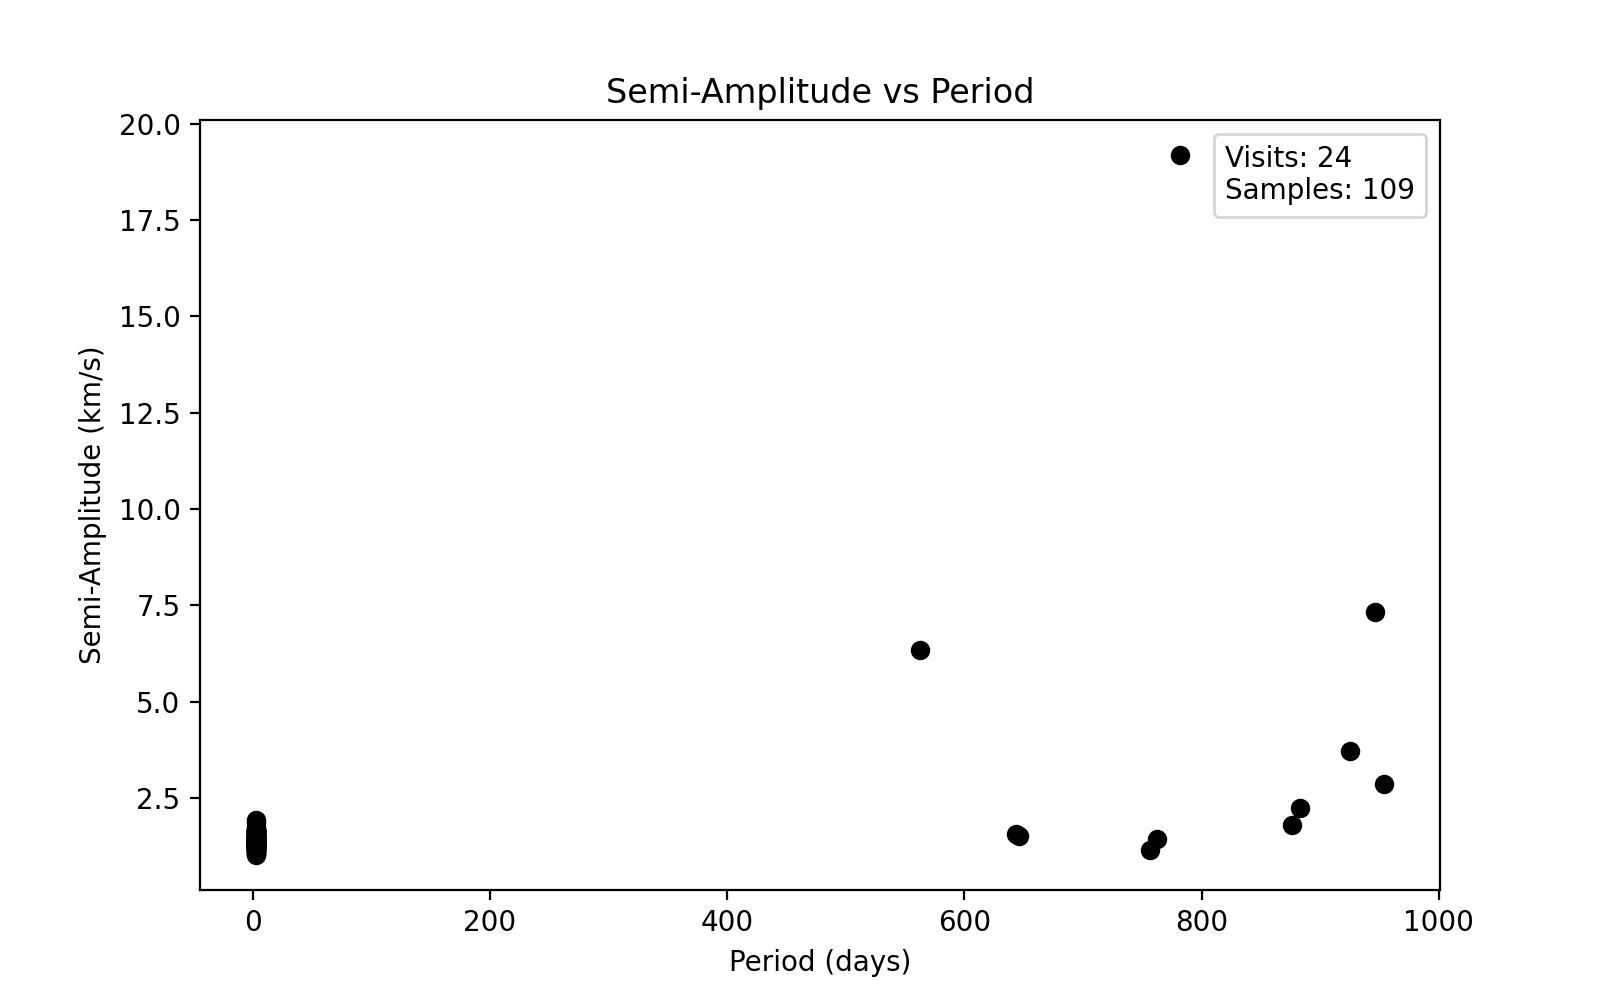 Semi-Amplitude vs Period
Visits: 24
Samples: 109
20.0
17.5
15.0
12.5
10.0
7.5
5.0
2.5
Semi-Amplitude (km/s)
0
200
400
600
800
1000
Period (days)